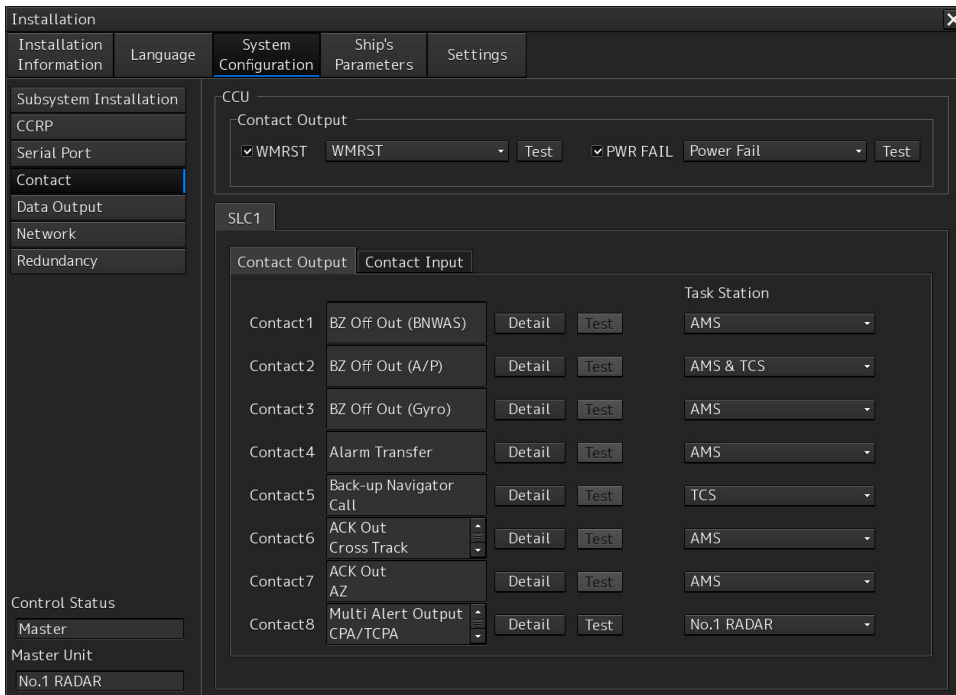 Installation
Installation Information
Language
System Configuration
Ship's Parameters
Settings
Subsystem Installation
CCRP
Serial Port
Contact
Data Output
Network
Redundancy
Control Status
Master
Master Unit
No.1 RADAR
CCU
Contact Output
WMRST WMRST Test PWR FAIL Power Fail Test
SLC1
Contact Output Contact Input
Task Station
Contact1 BZ Off Out (BNWAS) Detail Test AMS
Contact2 BZ Off Out (A/P) Detail Test AMS & TCS
Contact3 BZ Off Out (Gyro) Detail Test AMS
Contact4 Alarm Transfer Detail Test AMS
Contact5 Back-up Navigator Call Detail Test TCS
Contact6 ACK Out Cross Track Detail Test AMS
Contact7 ACK Out AZ Detail Test AMS
Contact8 Multi Alert Output CPA/TCPA Detail Test No.1 RADAR